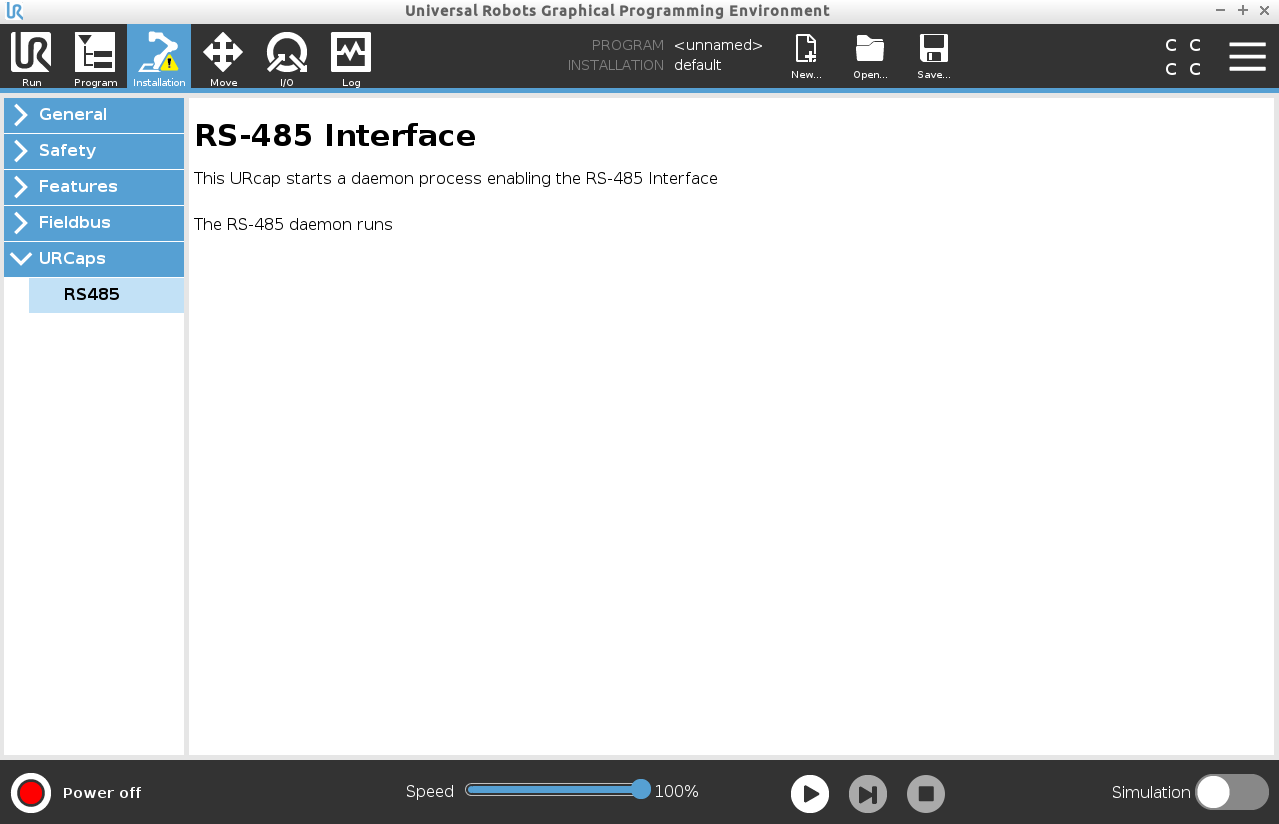 Universal Robots Graphical Programming Environment
Run
Program
Installation
Move
I/O
Log
PROGRAM <unnamed>
INSTALLATION default
New...
Open...
Save...
C C
C C
General
Safety
Features
Fieldbus
URCaps
RS485
RS-485 Interface
This URcap starts a daemon process enabling the RS-485 Interface
The RS-485 daemon runs
Power off
Speed 100%
Simulation